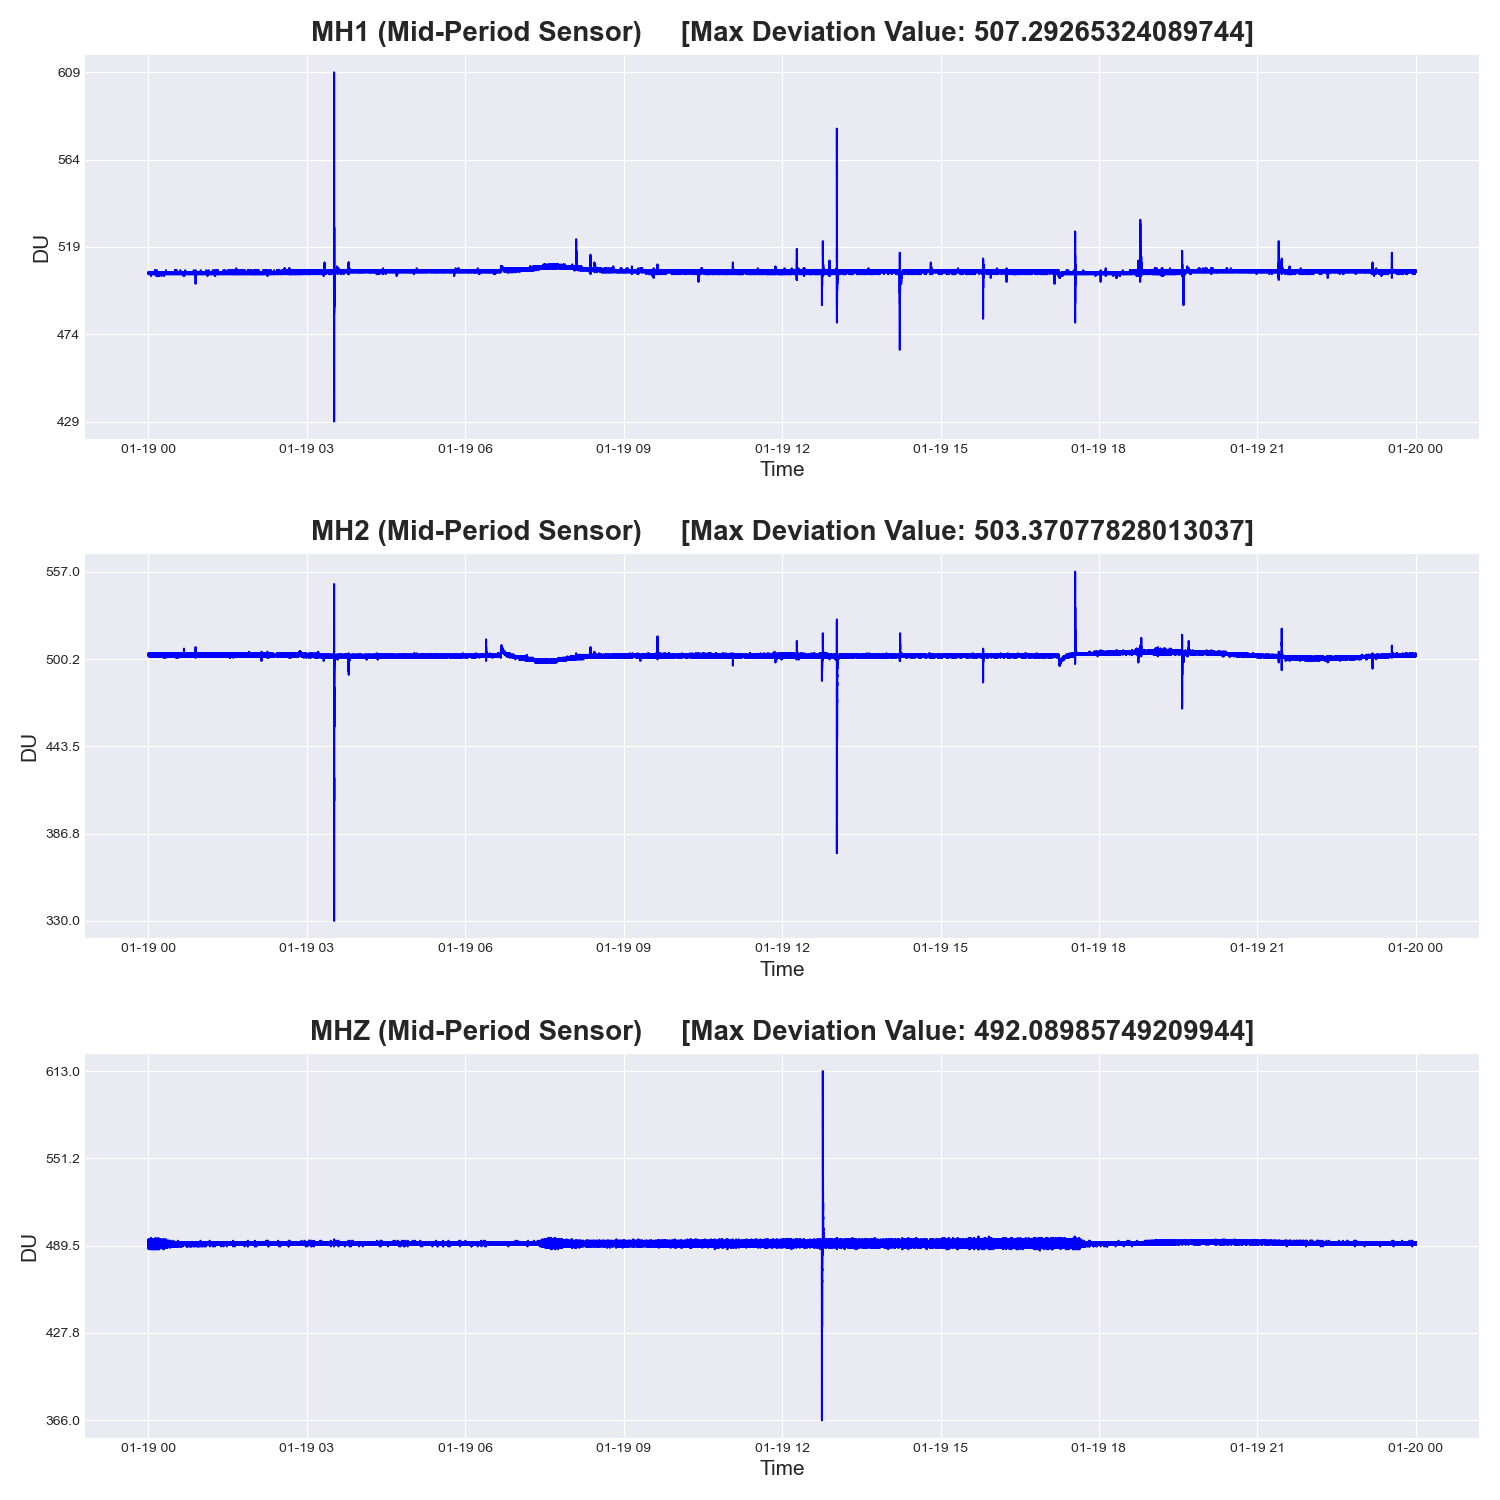 MH1 (Mid-Period Sensor)     [Max Deviation Value: 507.29265324089744]
609
564
519
474
429
DU
01-19 00 01-19 03 01-19 06 01-19 09 01-19 12 01-19 15 01-19 18 01-19 21 01-20 00
Time
MH2 (Mid-Period Sensor)     [Max Deviation Value: 503.37077828013037]
557.0
500.2
443.5
386.8
330.0
DU
01-19 00 01-19 03 01-19 06 01-19 09 01-19 12 01-19 15 01-19 18 01-19 21 01-20 00
Time
MHZ (Mid-Period Sensor)     [Max Deviation Value: 492.08985749209944]
613.0
551.2
489.5
427.8
366.0
DU
01-19 00 01-19 03 01-19 06 01-19 09 01-19 12 01-19 15 01-19 18 01-19 21 01-20 00
Time